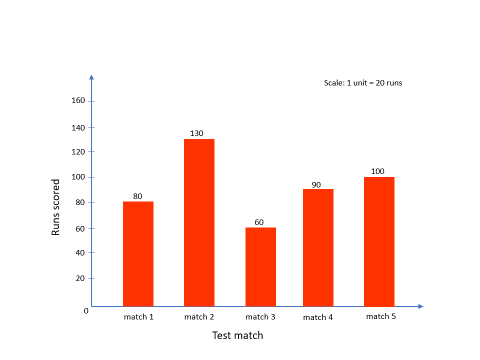 Scale: 1 unit = 20 runs
160
140
120
100
80
60
40
20
0
Runs scored
80
130
60
90
100
match 1
match 2
match 3
match 4
match 5
Test match